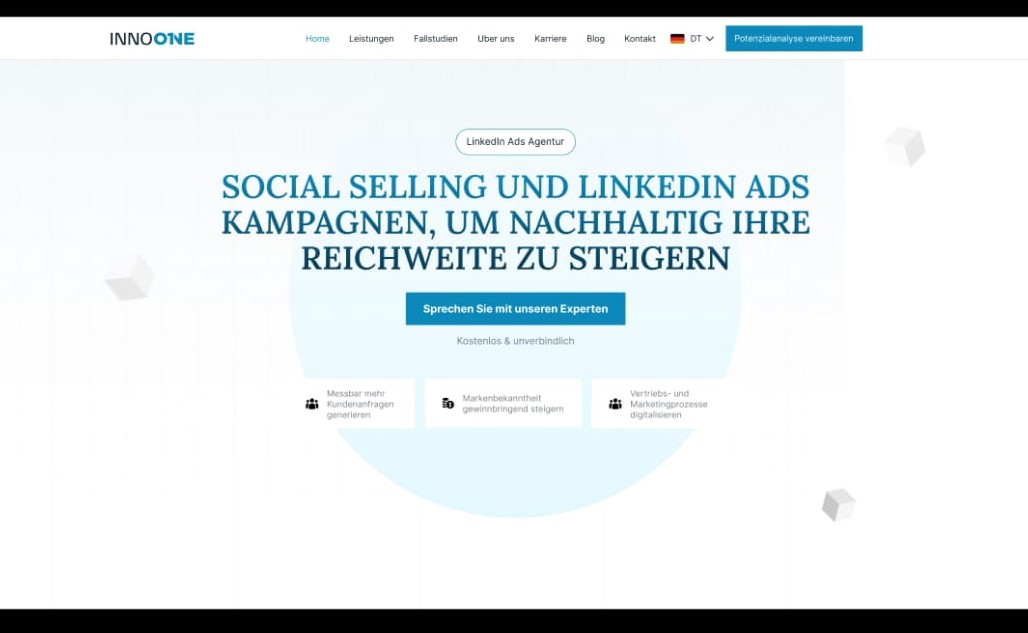 INNOONE
Home Leistungen Fallstudien Uber uns Karriere Blog Kontakt DT Potenzialanalyse vereinbaren
LinkedIn Ads Agentur
SOCIAL SELLING UND LINKEDIN ADS
KAMPAGNEN, UM NACHHALTIG IHRE
REICHWEITE ZU STEIGERN
Sprechen Sie mit unseren Experten
Kostenlos & unverbindlich
Messbar mehr
Kundenanfragen
generieren
Markenbekanntheit
gewinnbringend steigern
Vertriebs- und
Marketingprozesse
digitalisieren